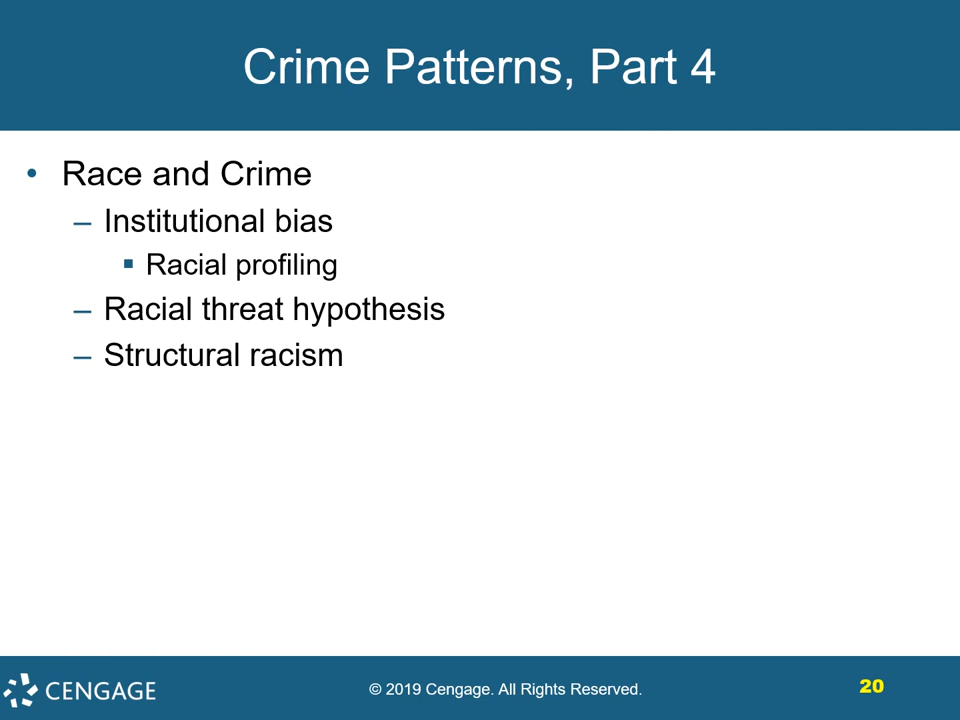 Crime Patterns, Part 4
• Race and Crime
– Institutional bias
▪ Racial profiling
– Racial threat hypothesis
– Structural racism
CENGAGE
© 2019 Cengage. All Rights Reserved.
20